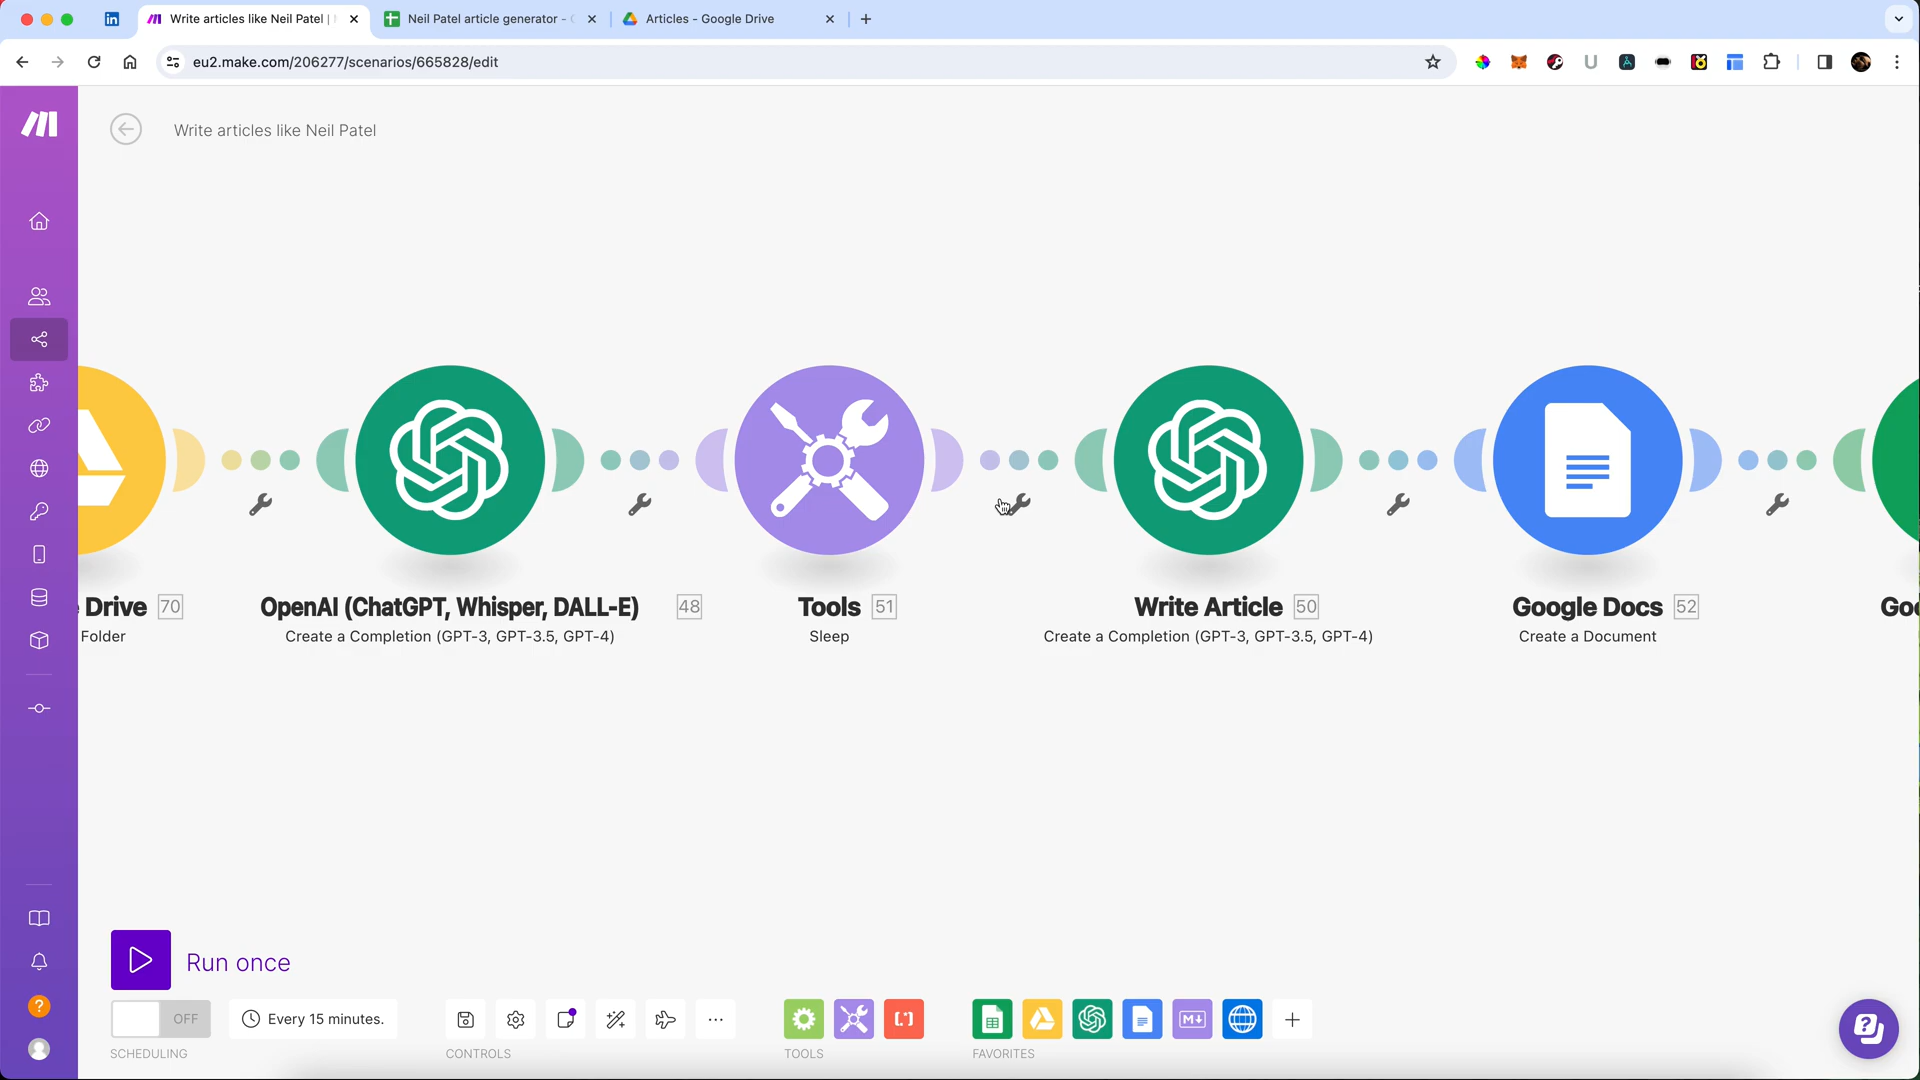 Write articles like Neil Patel |
Neil Patel article generator -
Articles - Google Drive
eu2.make.com/206277/scenarios/665828/edit
Write articles like Neil Patel
Drive 70
Folder
OpenAI (ChatGPT, Whisper, DALL-E) 48
Create a Completion (GPT-3, GPT-3.5, GPT-4)
Tools 51
Sleep
Write Article 50
Create a Completion (GPT-3, GPT-3.5, GPT-4)
Google Docs 52
Create a Document
Goo
Run once
OFF
Every 15 minutes.
SCHEDULING
CONTROLS
TOOLS
FAVORITES